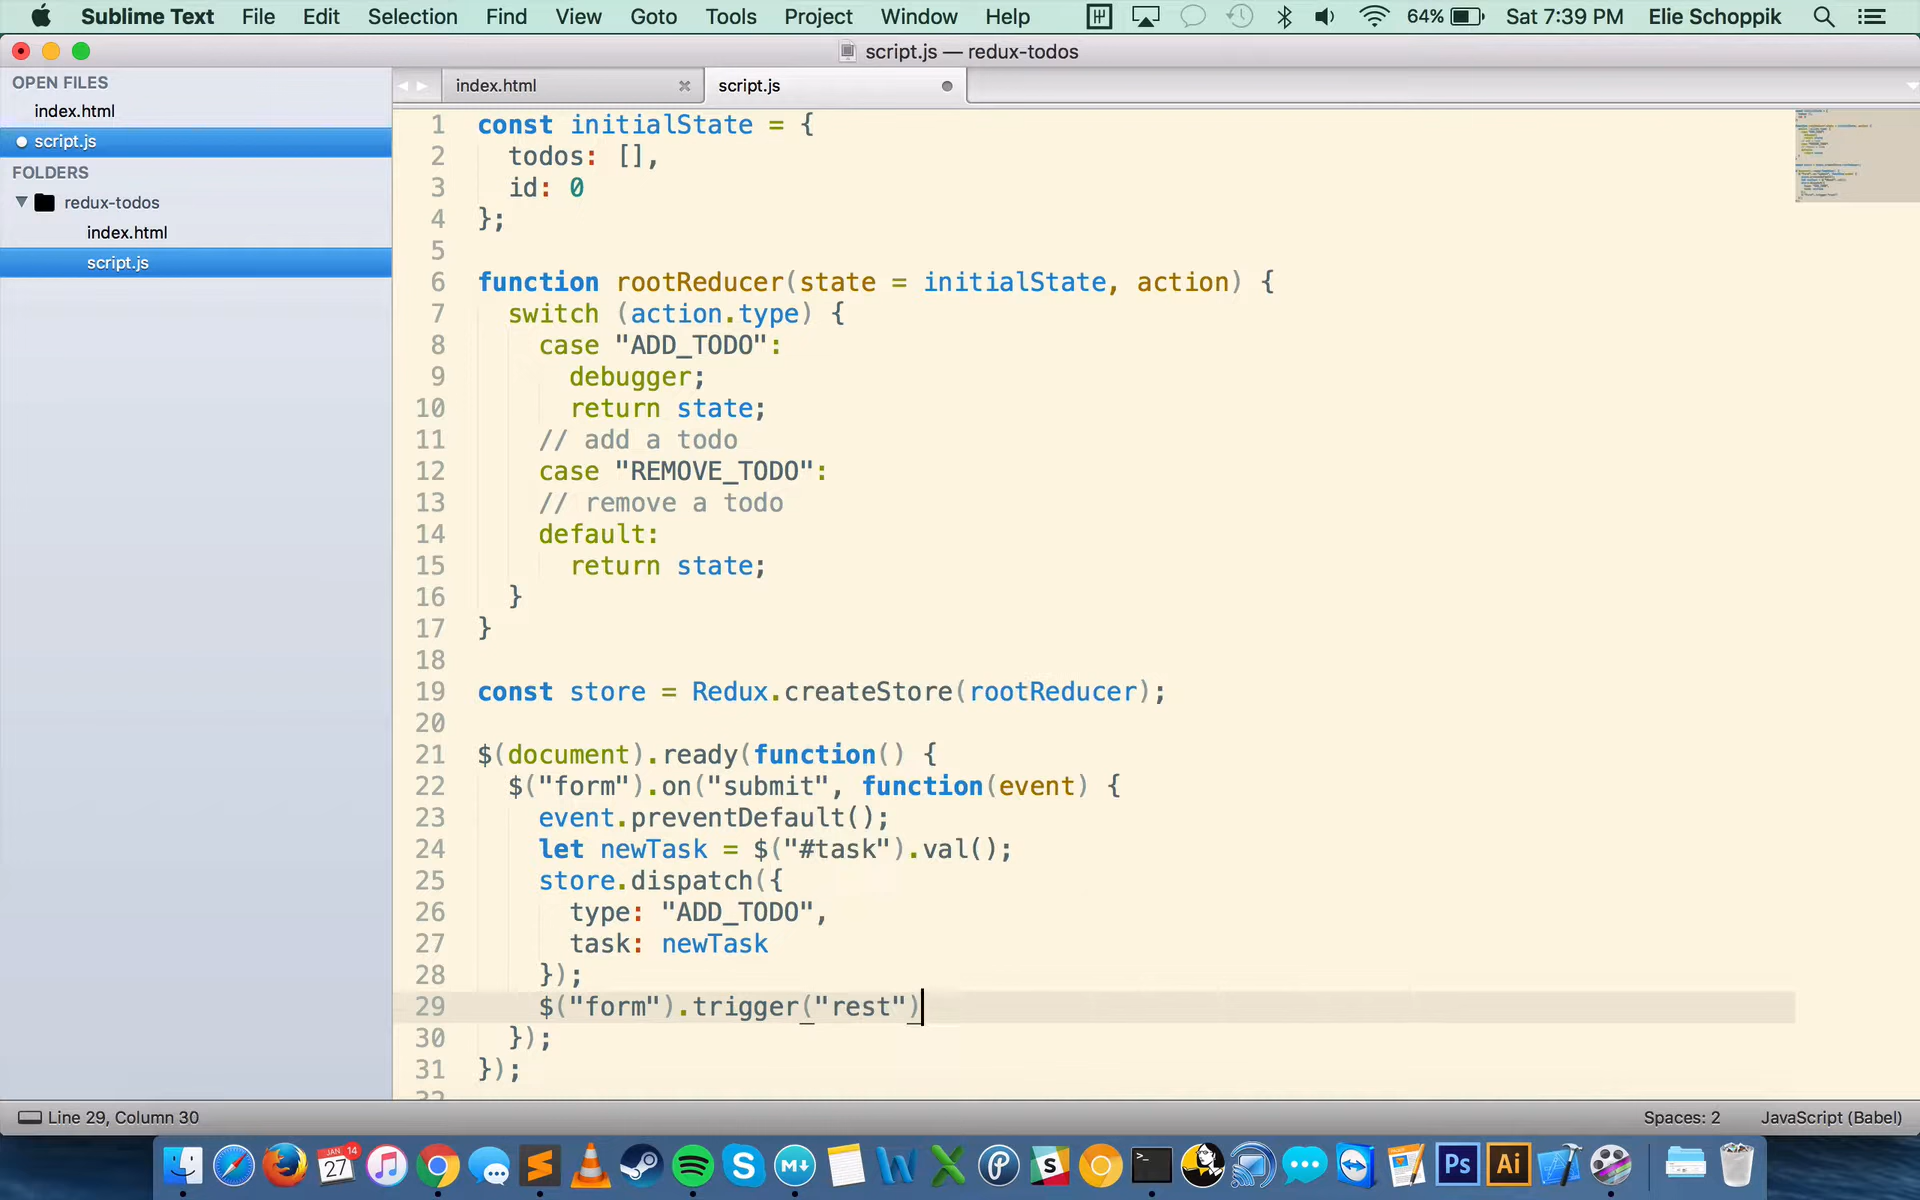 Sublime Text File Edit Selection Find View Goto Tools Project Window Help 64% Sat 7:39 PM Elie Schoppik
script.js — redux-todos
OPEN FILES
index.html
script.js
FOLDERS
redux-todos
index.html
script.js
index.html script.js
1 const initialState = {
2 todos: [],
3 id: 0
4 };
5
6 function rootReducer(state = initialState, action) {
7 switch (action.type) {
8 case "ADD_TODO":
9 debugger;
10 return state;
11 // add a todo
12 case "REMOVE_TODO":
13 // remove a todo
14 default:
15 return state;
16 }
17 }
18
19 const store = Redux.createStore(rootReducer);
20
21 $(document).ready(function() {
22 $("form").on("submit", function(event) {
23 event.preventDefault();
24 let newTask = $("#task").val();
25 store.dispatch({
26 type: "ADD_TODO",
27 task: newTask
28 });
29 $("form").trigger("rest")
30 });
31 });
32
Line 29, Column 30 Spaces: 2 JavaScript (Babel)
JAN 14
27
Ps
Ai